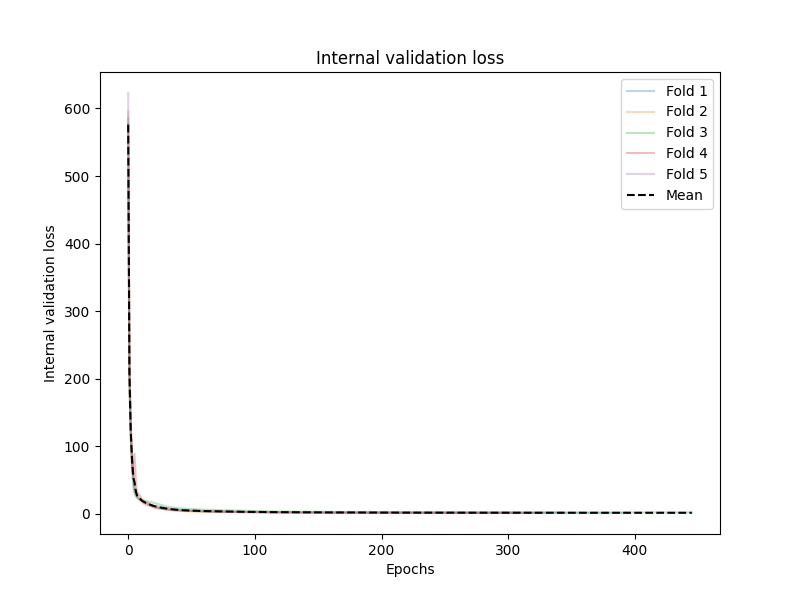 Internal validation loss
Fold 1
Fold 2
Fold 3
Fold 4
Fold 5
Mean
Internal validation loss
600
500
400
300
200
100
0
0 100 200 300 400
Epochs